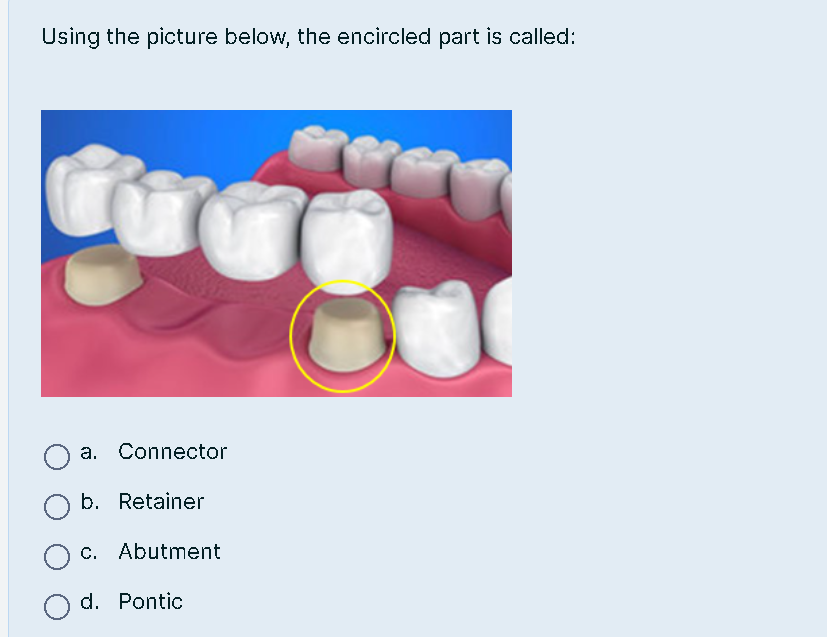 Using the picture below, the encircled part is called:
a. Connector
b. Retainer
c. Abutment
d. Pontic